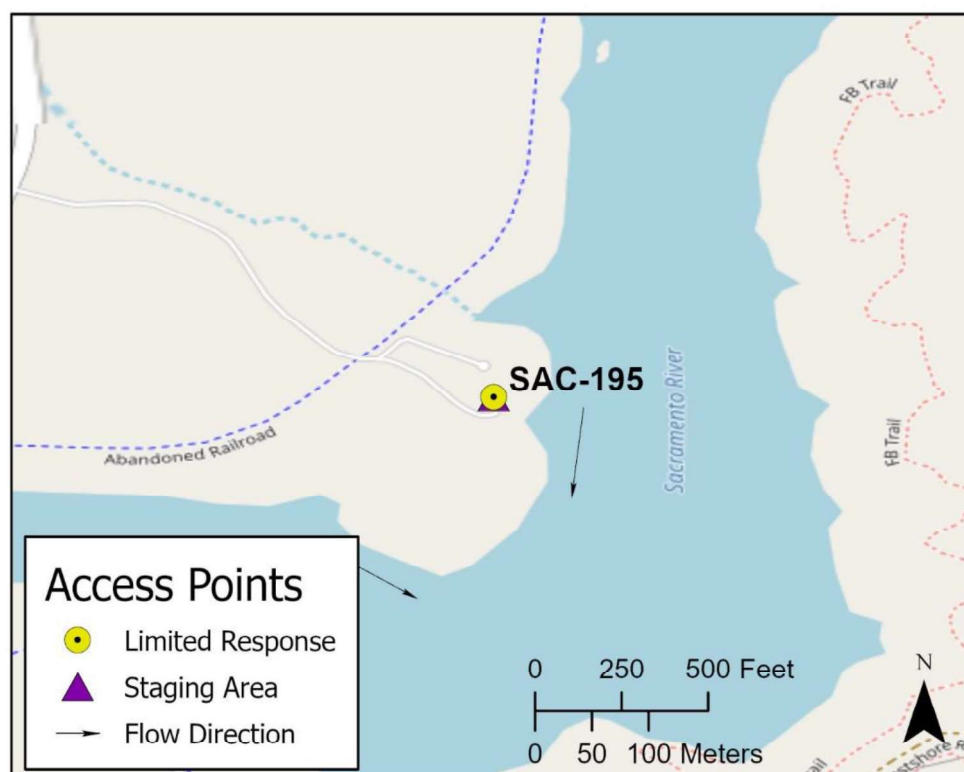 FB Trail
SAC-195
Sacramento River
FB Trail
Abandoned Railroad
Access Points
Limited Response
Staging Area
Flow Direction
0 250 500 Feet
0 50 100 Meters
N